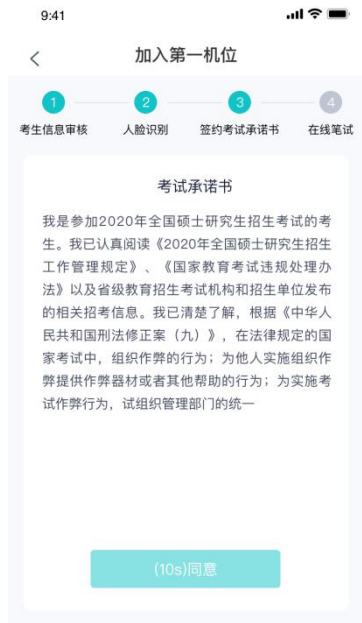 9:41
加入第一机位
1 2 3 4
考生信息审核 人脸识别 签约考试承诺书 在线笔试
考试承诺书
我是参加2020年全国硕士研究生招生考试的考
生。我已认真阅读《2020年全国硕士研究生招生
工作管理规定》、《国家教育考试违规处理办
法》以及省级教育招生考试机构和招生单位发布
的相关招考信息。我已清楚了解，根据《中华人
民共和国刑法修正案（九）》，在法律规定的国
家考试中，组织作弊的行为；为他人实施组织作
弊提供作弊器材或者其他帮助的行为；为实施考
试作弊行为，试组织管理部门的统一
(10s)同意